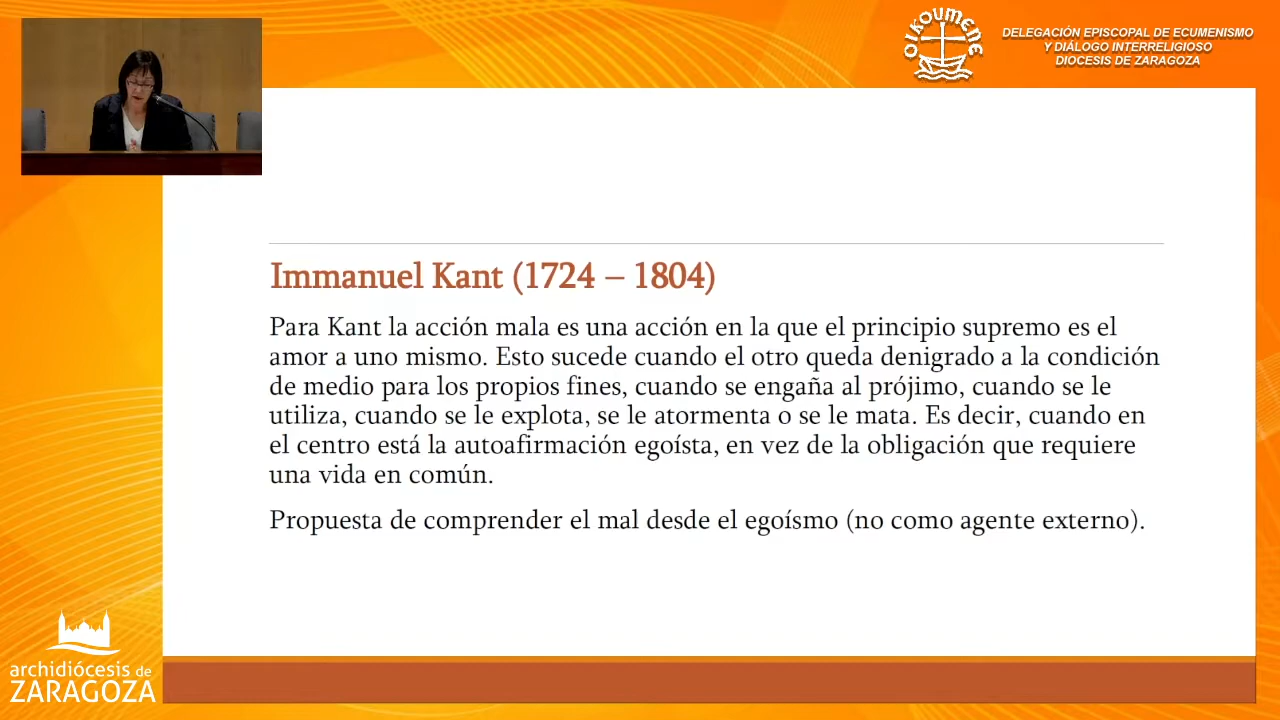 OIKOUMENE
DELEGACIÓN EPISCOPAL DE ECUMENISMO
Y DIÁLOGO INTERRELIGIOSO
DIOCESIS DE ZARAGOZA
Immanuel Kant (1724 – 1804)
Para Kant la acción mala es una acción en la que el principio supremo es el
amor a uno mismo. Esto sucede cuando el otro queda denigrado a la condición
de medio para los propios fines, cuando se engaña al prójimo, cuando se le
utiliza, cuando se le explota, se le atormenta o se le mata. Es decir, cuando en
el centro está la autoafirmación egoísta, en vez de la obligación que requiere
una vida en común.
Propuesta de comprender el mal desde el egoísmo (no como agente externo).
archidiócesis de
ZARAGOZA